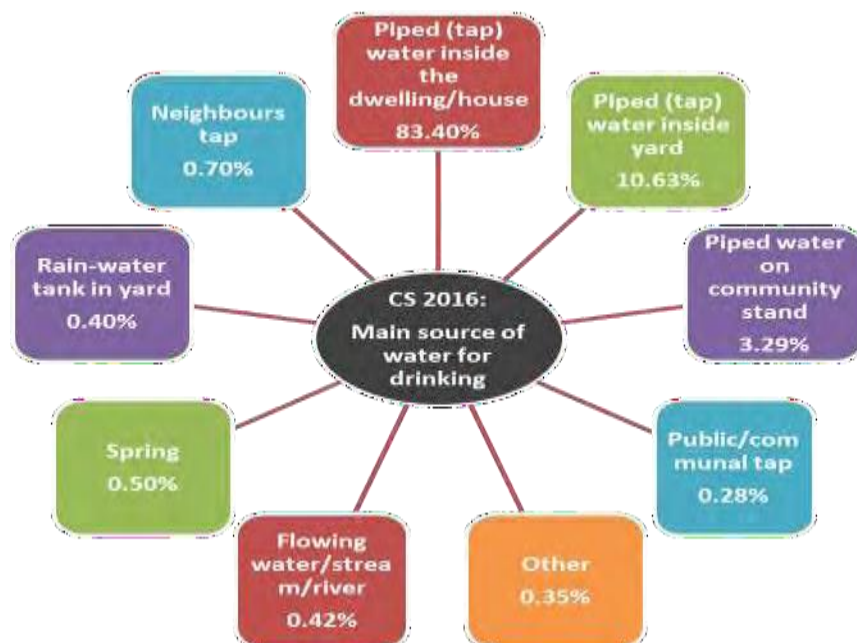 Piped (tap)
water inside
the
dwelling/house
83.40%
Piped (tap)
water inside
yard
10.63%
Piped water
on
community
stand
3.29%
Public/com
munal tap
0.28%
Other
0.35%
Flowing
water/strea
m/river
0.42%
Spring
0.50%
Rain-water
tank in yard
0.40%
Neighbours
tap
0.70%
CS 2016:
Main source of
water for
drinking